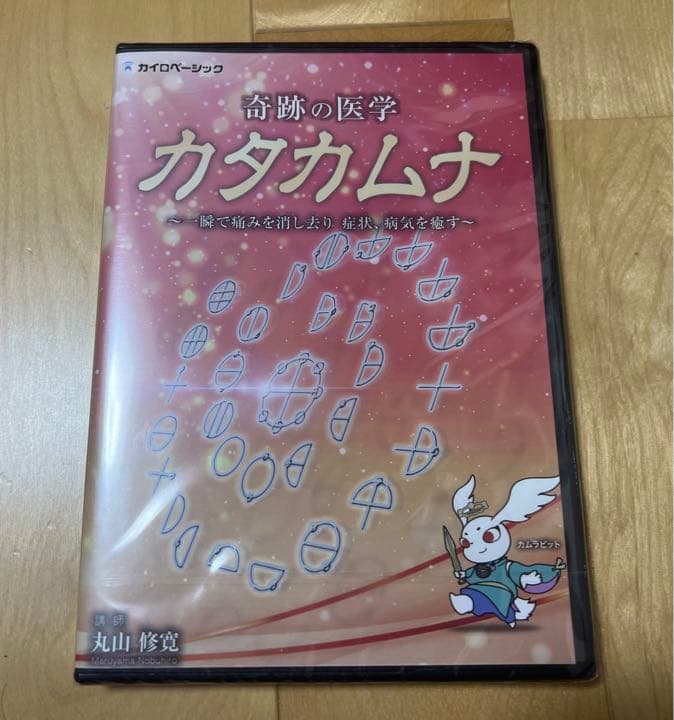 カイロベーシック
奇跡の医学
カタカムナ
～一瞬で痛みを消し去り 症状、病気を癒す～
カムラビット
講師
丸山 修寛
Maruyama Nobuhiro